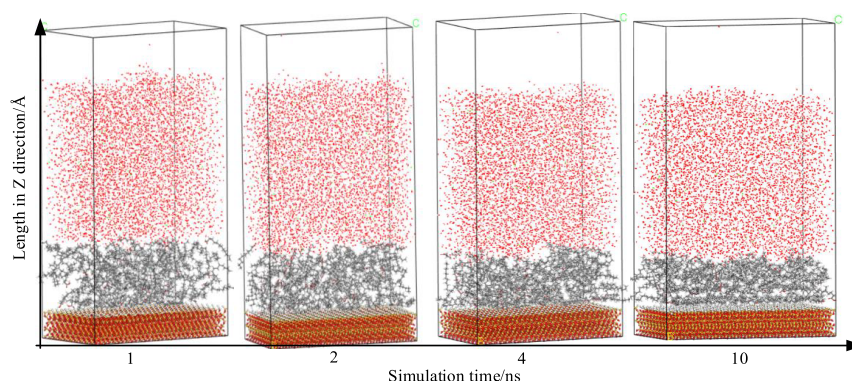 C C C C
Length in Z direction/Å
1 2 4 10
Simulation time/ns